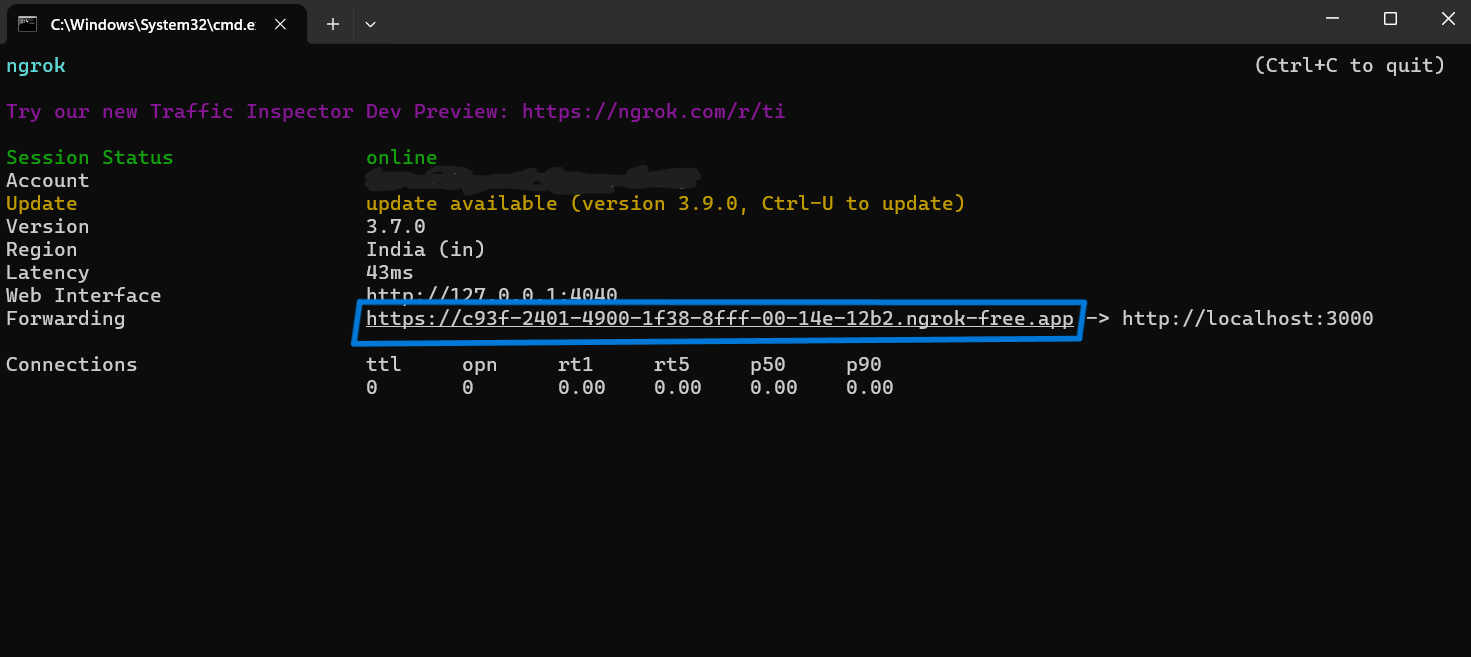 C:\Windows\System32\cmd.e
ngrok (Ctrl+C to quit)
Try our new Traffic Inspector Dev Preview: https://ngrok.com/r/ti
Session Status online
Account
Update update available (version 3.9.0, Ctrl-U to update)
Version 3.7.0
Region India (in)
Latency 43ms
Web Interface http://127.0.0.1:4040
Forwarding https://c93f-2401-4900-1f38-8fff-00-14e-12b2.ngrok-free.app -> http://localhost:3000
Connections ttl opn rt1 rt5 p50 p90
0 0 0.00 0.00 0.00 0.00